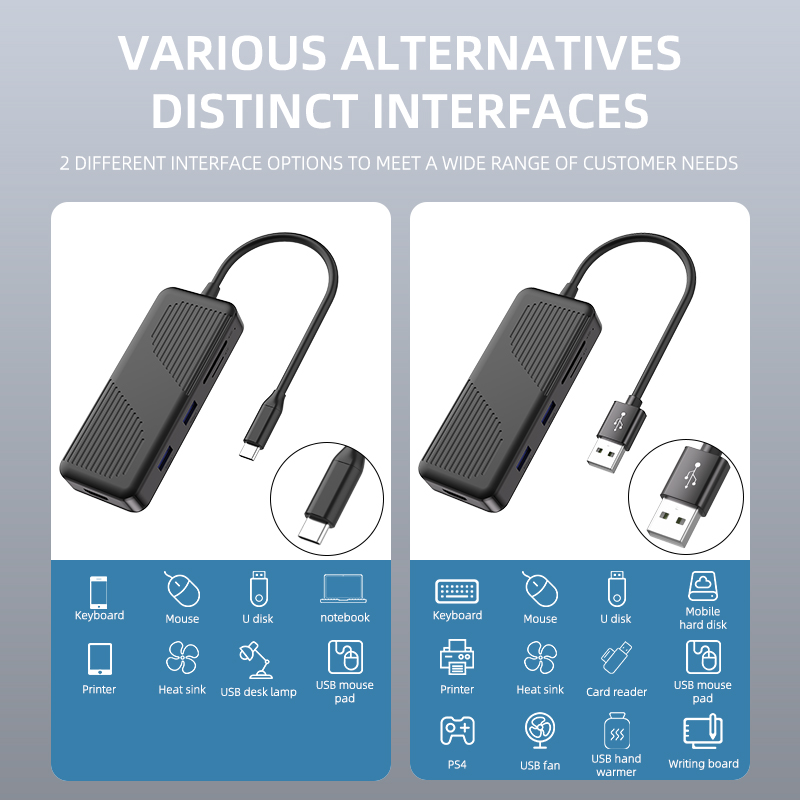 VARIOUS ALTERNATIVES
DISTINCT INTERFACES
2 DIFFERENT INTERFACE OPTIONS TO MEET A WIDE RANGE OF CUSTOMER NEEDS
Keyboard
Mouse
U disk
notebook
Printer
Heat sink
USB desk lamp
USB mouse
pad
Keyboard
Mouse
U disk
Mobile
hard disk
Printer
Heat sink
Card reader
USB mouse
pad
PS4
USB fan
USB hand
warmer
Writing board